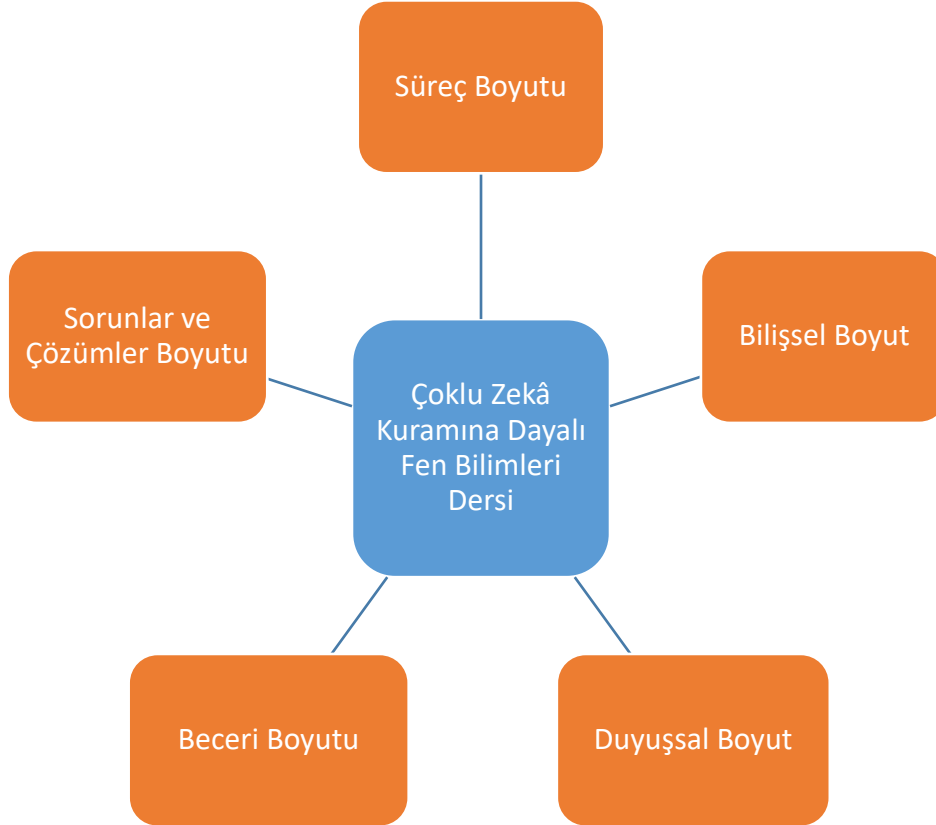 Süreç Boyutu
Sorunlar ve
Çözümler Boyutu
Bilişsel Boyut
Çoklu Zekâ
Kuramına Dayalı
Fen Bilimleri
Dersi
Beceri Boyutu
Duyuşsal Boyut